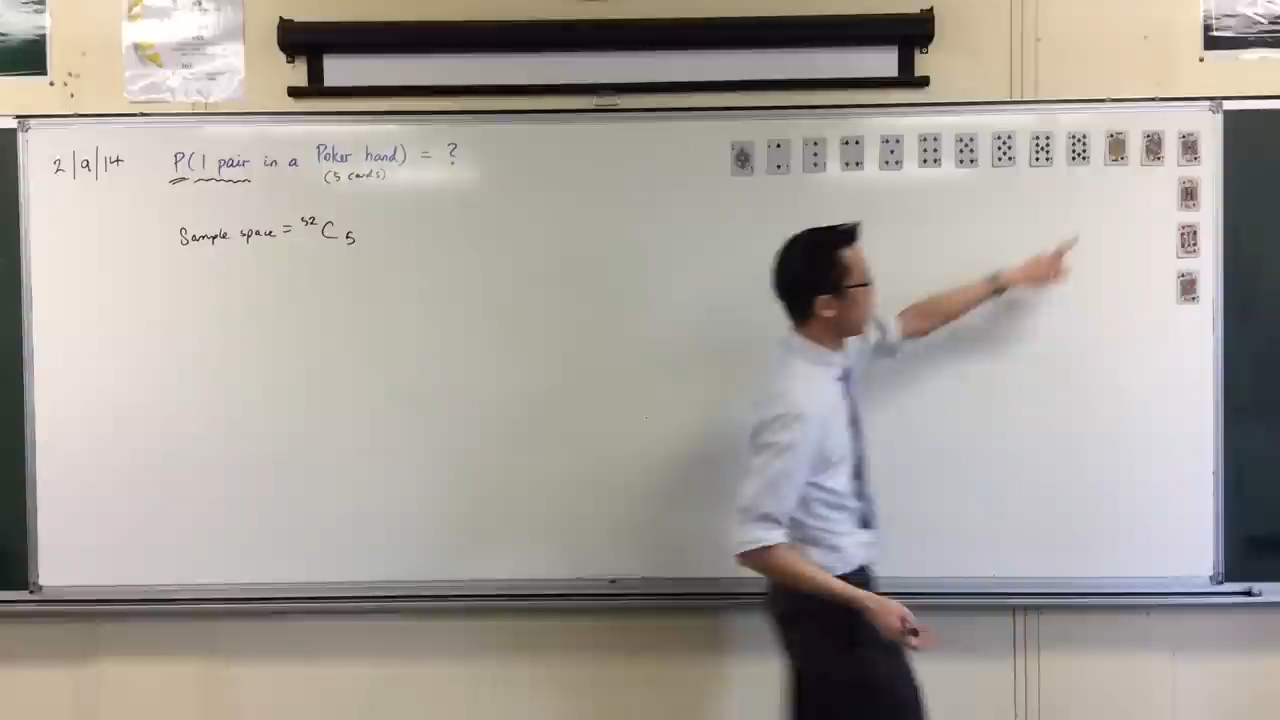 2|9|14
P(1 pair in a Poker hand) = ?
(5 cards)
Sample space = ⁵²C₅